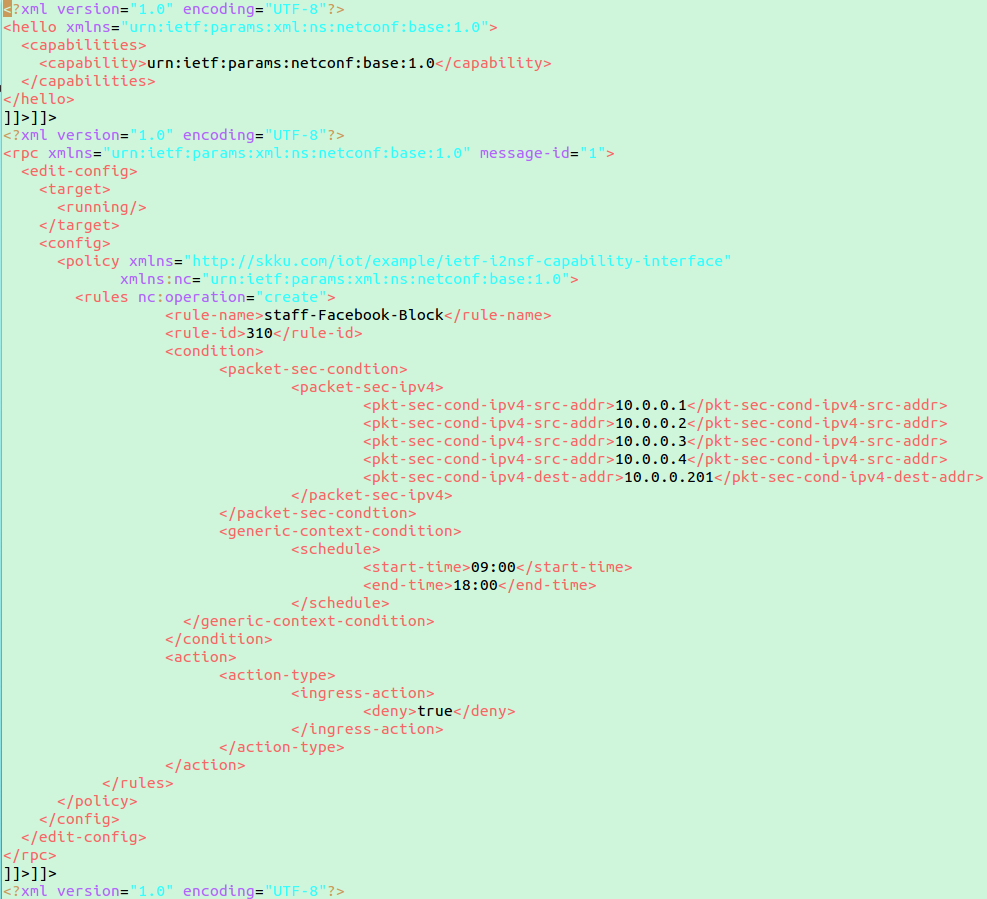 <?xml version="1.0" encoding="UTF-8"?>
<hello xmlns="urn:ietf:params:xml:ns:netconf:base:1.0">
  <capabilities>
    <capability>urn:ietf:params:netconf:base:1.0</capability>
  </capabilities>
</hello>
]]>]]>
<?xml version="1.0" encoding="UTF-8"?>
<rpc xmlns="urn:ietf:params:xml:ns:netconf:base:1.0" message-id="1">
  <edit-config>
    <target>
      <running/>
    </target>
    <config>
      <policy xmlns="http://skku.com/iot/example/ietf-i2nsf-capability-interface"
             xmlns:nc="urn:ietf:params:xml:ns:netconf:base:1.0">
        <rules nc:operation="create">
                  <rule-name>staff-Facebook-Block</rule-name>
                  <rule-id>310</rule-id>
                  <condition>
                        <packet-sec-condtion>
                                <packet-sec-ipv4>
                                        <pkt-sec-cond-ipv4-src-addr>10.0.0.1</pkt-sec-cond-ipv4-src-addr>
                                        <pkt-sec-cond-ipv4-src-addr>10.0.0.2</pkt-sec-cond-ipv4-src-addr>
                                        <pkt-sec-cond-ipv4-src-addr>10.0.0.3</pkt-sec-cond-ipv4-src-addr>
                                        <pkt-sec-cond-ipv4-src-addr>10.0.0.4</pkt-sec-cond-ipv4-src-addr>
                                        <pkt-sec-cond-ipv4-dest-addr>10.0.0.201</pkt-sec-cond-ipv4-dest-addr>
                                </packet-sec-ipv4>
                        </packet-sec-condtion>
                        <generic-context-condition>
                                <schedule>
                                        <start-time>09:00</start-time>
                                        <end-time>18:00</end-time>
                                </schedule>
                    </generic-context-condition>
                  </condition>
                  <action>
                        <action-type>
                                <ingress-action>
                                        <deny>true</deny>
                                </ingress-action>
                        </action-type>
                  </action>
           </rules>
      </policy>
    </config>
  </edit-config>
</rpc>
]]>]]>
<?xml version="1.0" encoding="UTF-8"?>